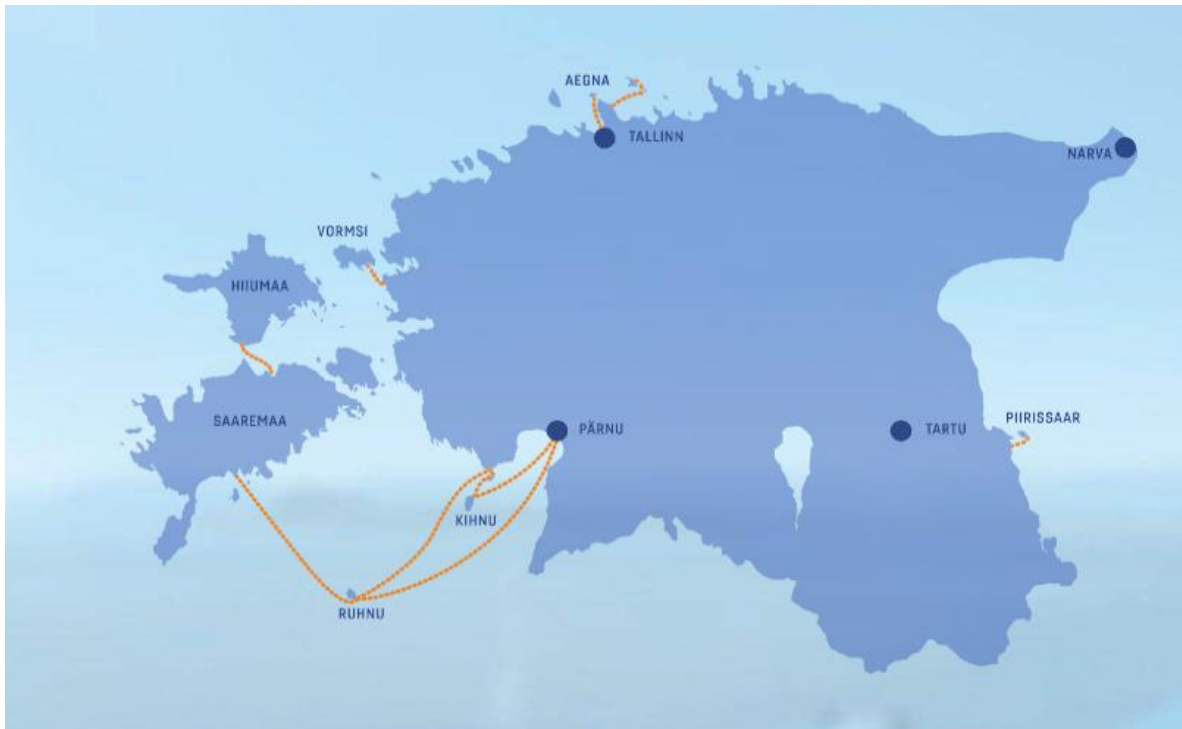 AEGNA
TALLINN
NARVA
VORMSI
HIIUMAA
SAAREMAA
PÄRNU
TARTU
PIIRISSAAR
KIHNU
RUHNU